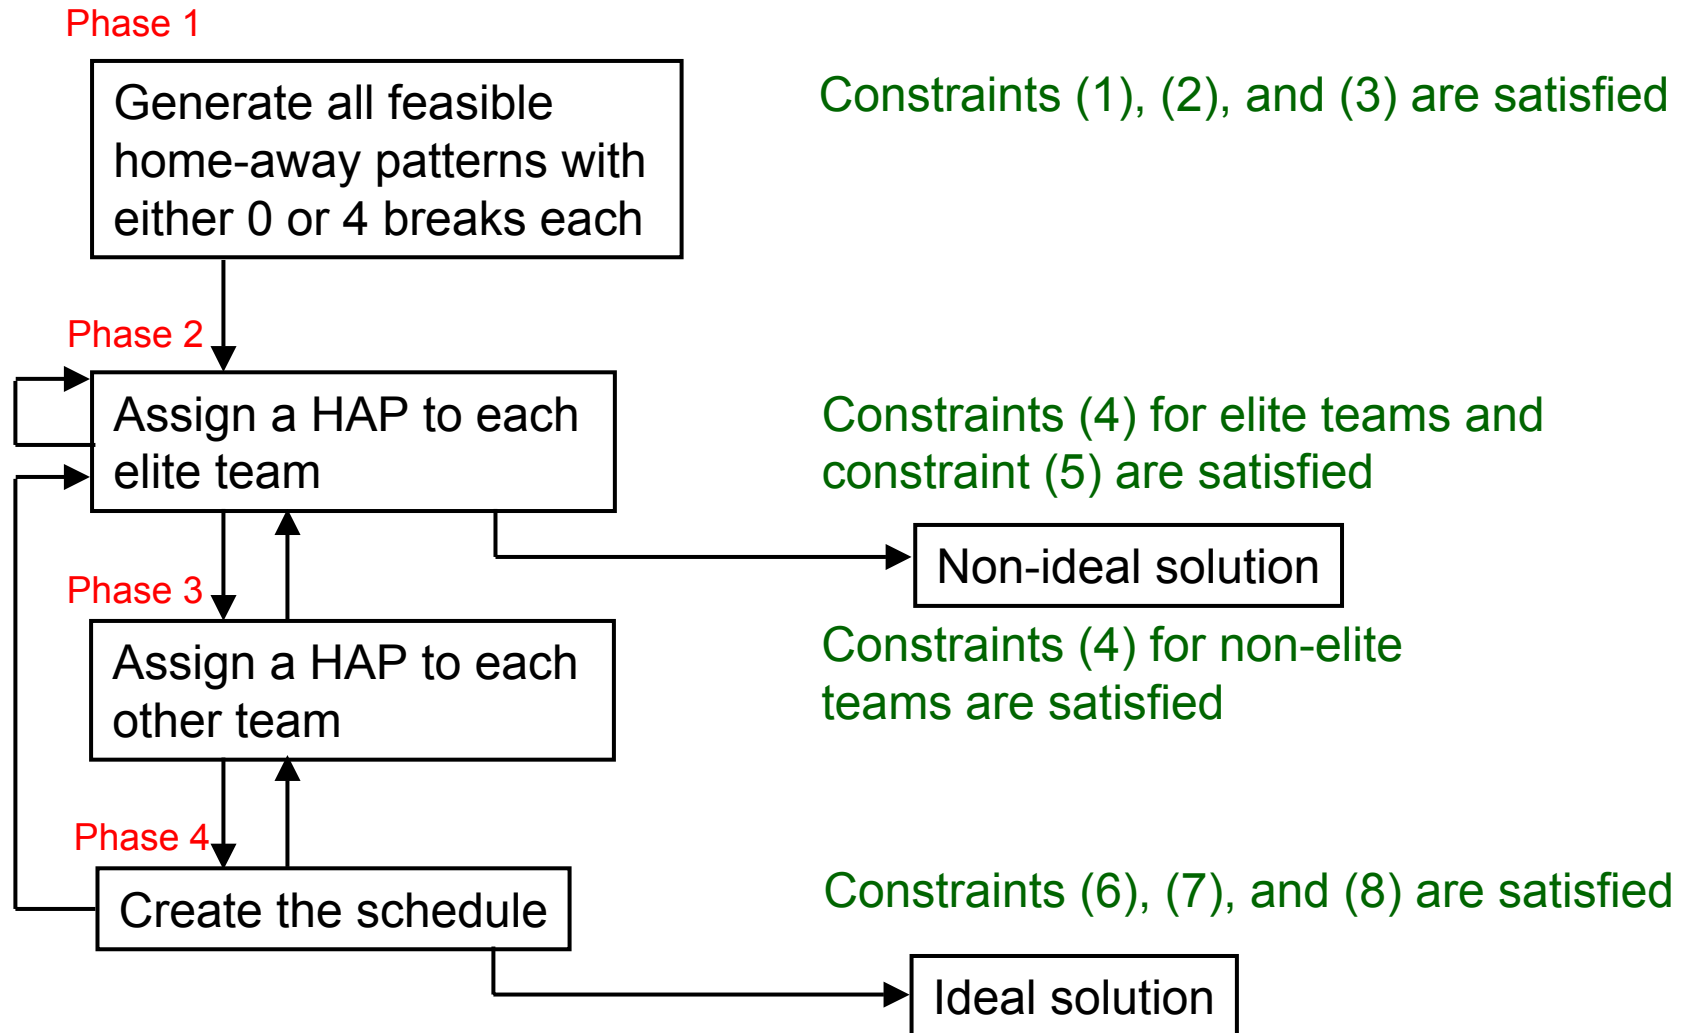 Phase 1
Generate all feasible
home-away patterns with
either 0 or 4 breaks each
Constraints (1), (2), and (3) are satisfied
Phase 2
Assign a HAP to each
elite team
Constraints (4) for elite teams and
constraint (5) are satisfied
Non-ideal solution
Phase 3
Assign a HAP to each
other team
Constraints (4) for non-elite
teams are satisfied
Phase 4
Create the schedule
Constraints (6), (7), and (8) are satisfied
Ideal solution